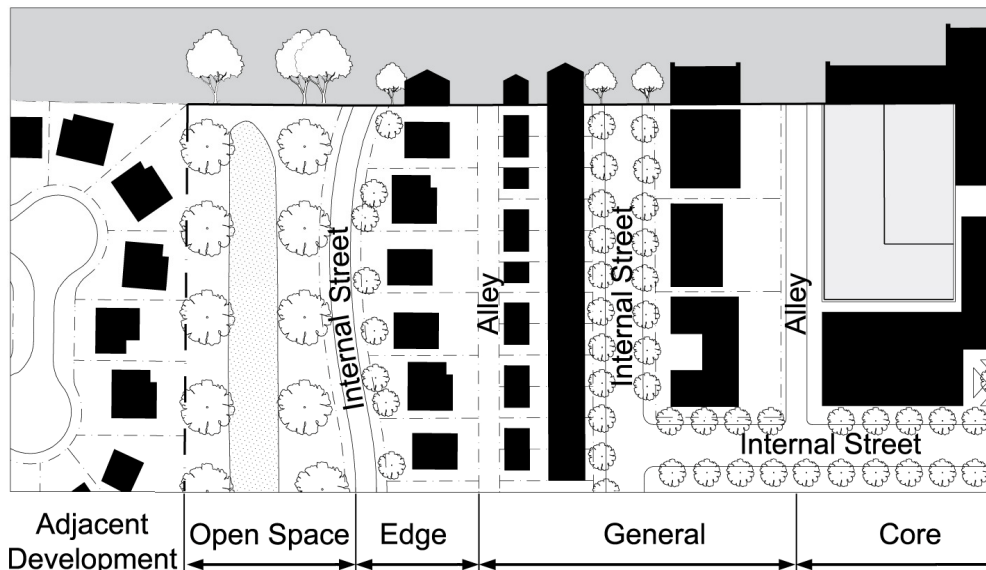 Internal Street
Alley
Internal Street
Alley
Internal Street
Adjacent
Development
Open Space
Edge
General
Core